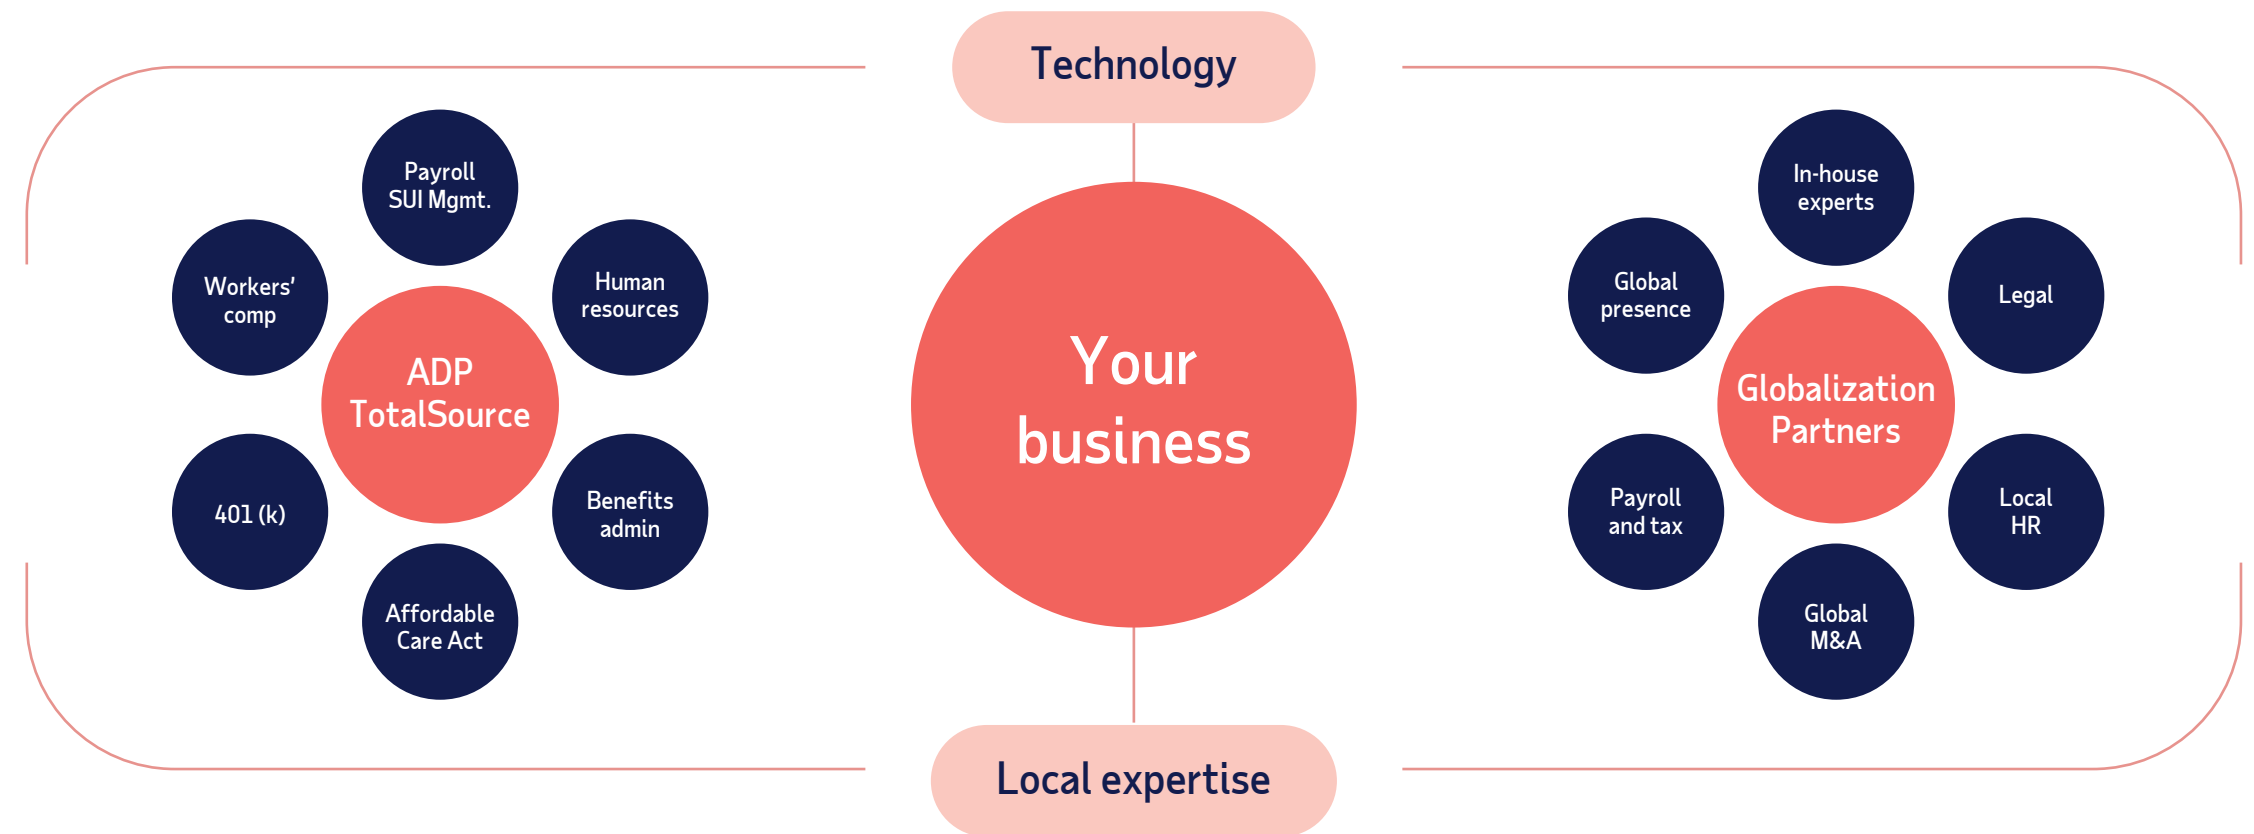 Technology
Payroll
SUI Mgmt.
Workers'
comp
Human
resources
ADP
TotalSource
401 (k)
Benefits
admin
Affordable
Care Act
Your
business
In-house
experts
Global
presence
Legal
Globalization
Partners
Payroll
and tax
Local
HR
Global
M&A
Local expertise